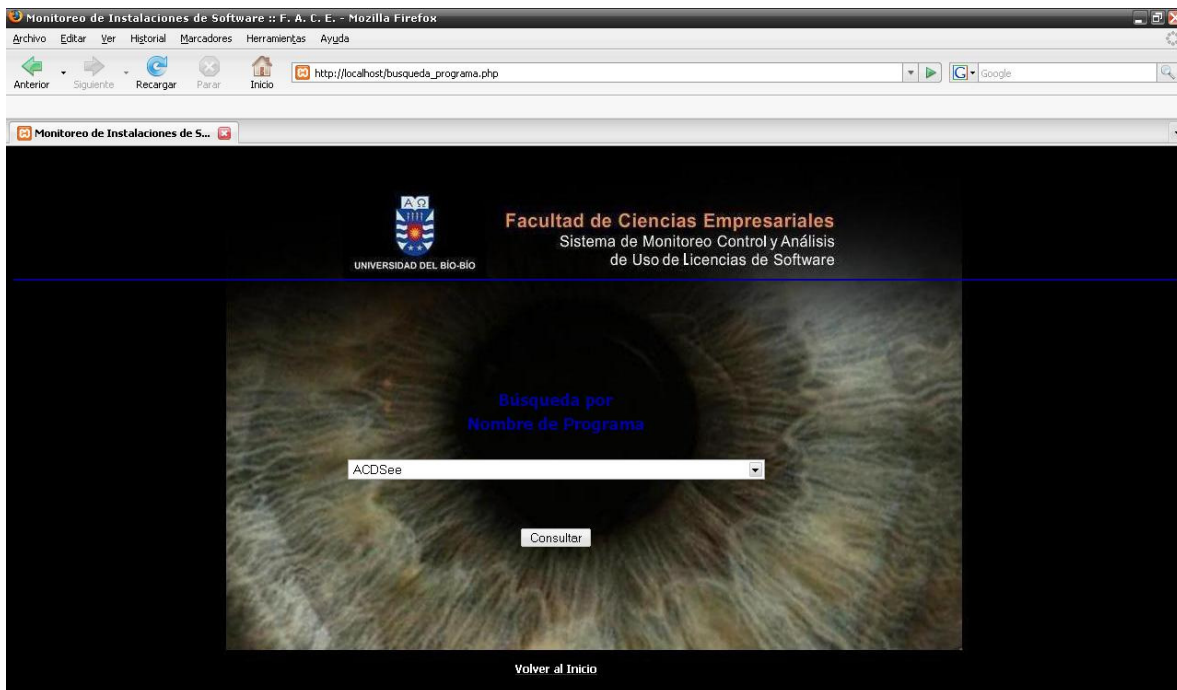 Monitoreo de Instalaciones de Software :: F. A. C. E. - Mozilla Firefox
Archivo Editar Ver Historial Marcadores Herramientas Ayuda
Anterior Siguiente Recargar Parar Inicio
http://localhost/busqueda_programa.php
G Google
Monitoreo de Instalaciones de S...
ΑΩ
UNIVERSIDAD DEL BÍO-BÍO
Facultad de Ciencias Empresariales
Sistema de Monitoreo Control y Análisis
de Uso de Licencias de Software
Búsqueda por
Nombre de Programa
ACDSee
Consultar
Volver al Inicio